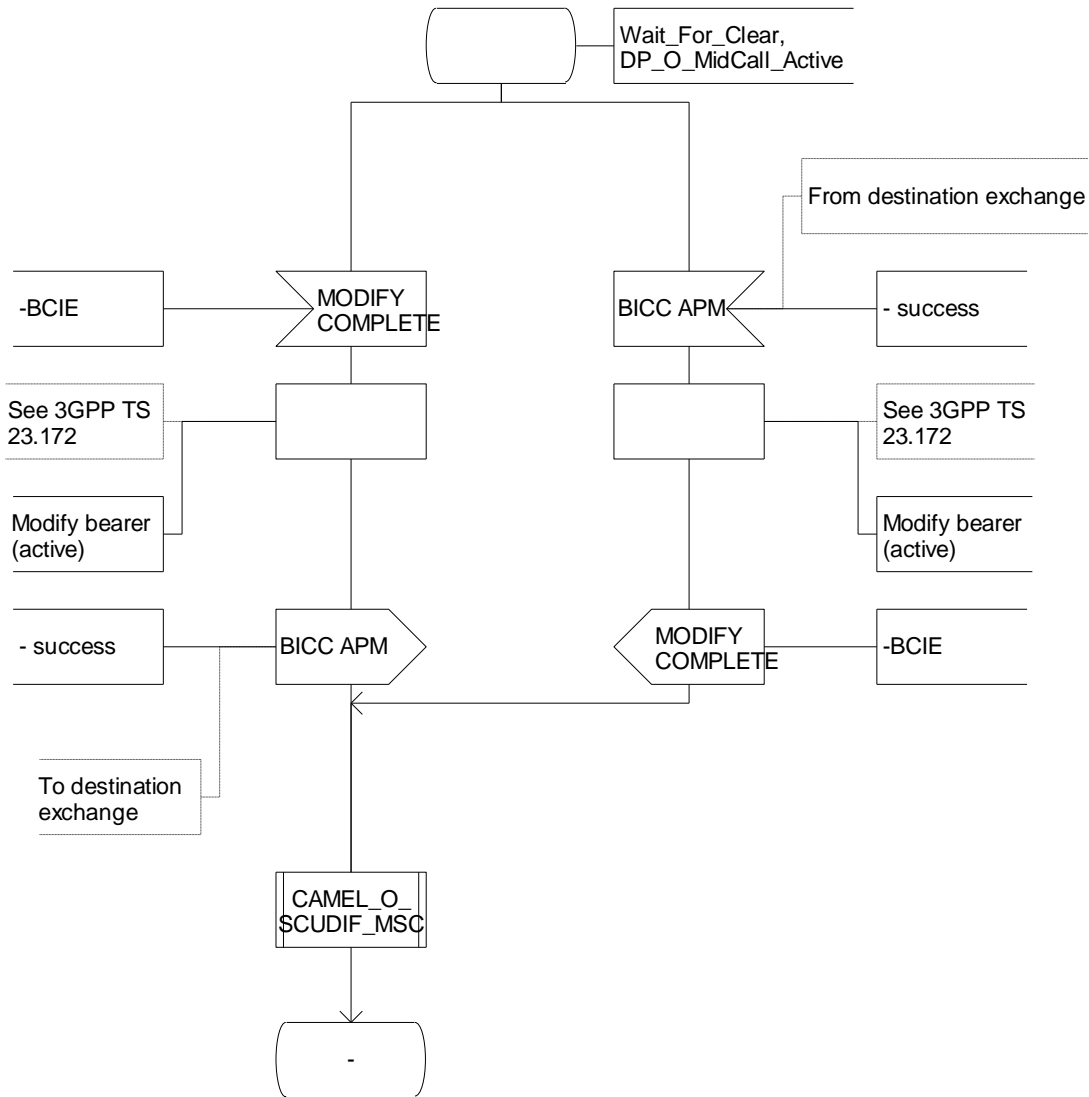 Wait_For_Clear,
DP_O_MidCall_Active
From destination exchange
-BCIE
MODIFY
COMPLETE
BICC APM
- success
See 3GPP TS
23.172
See 3GPP TS
23.172
Modify bearer
(active)
Modify bearer
(active)
- success
BICC APM
MODIFY
COMPLETE
-BCIE
To destination
exchange
CAMEL_O_
SCUDIF_MSC
-